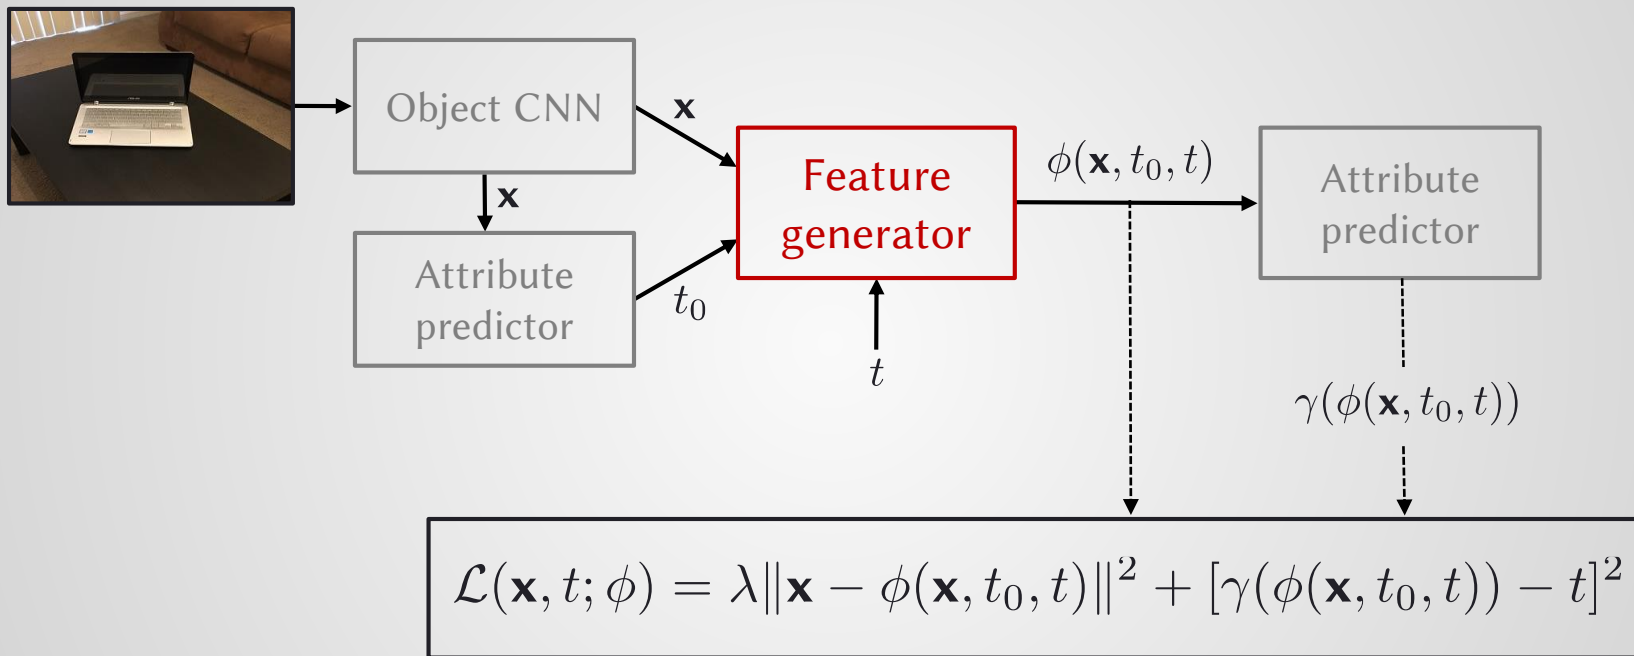 Object CNN
x
x
Attribute
predictor
t₀
Feature
generator
t
ϕ(x, t₀, t)
Attribute
predictor
γ(ϕ(x, t₀, t))
ℒ(x, t; ϕ) = λ‖x − ϕ(x, t₀, t)‖² + [γ(ϕ(x, t₀, t)) − t]²